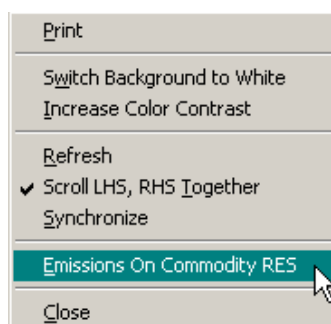 Print
Switch Background to White
Increase Color Contrast
Refresh
Scroll LHS, RHS Together
Synchronize
Emissions On Commodity RES
Close